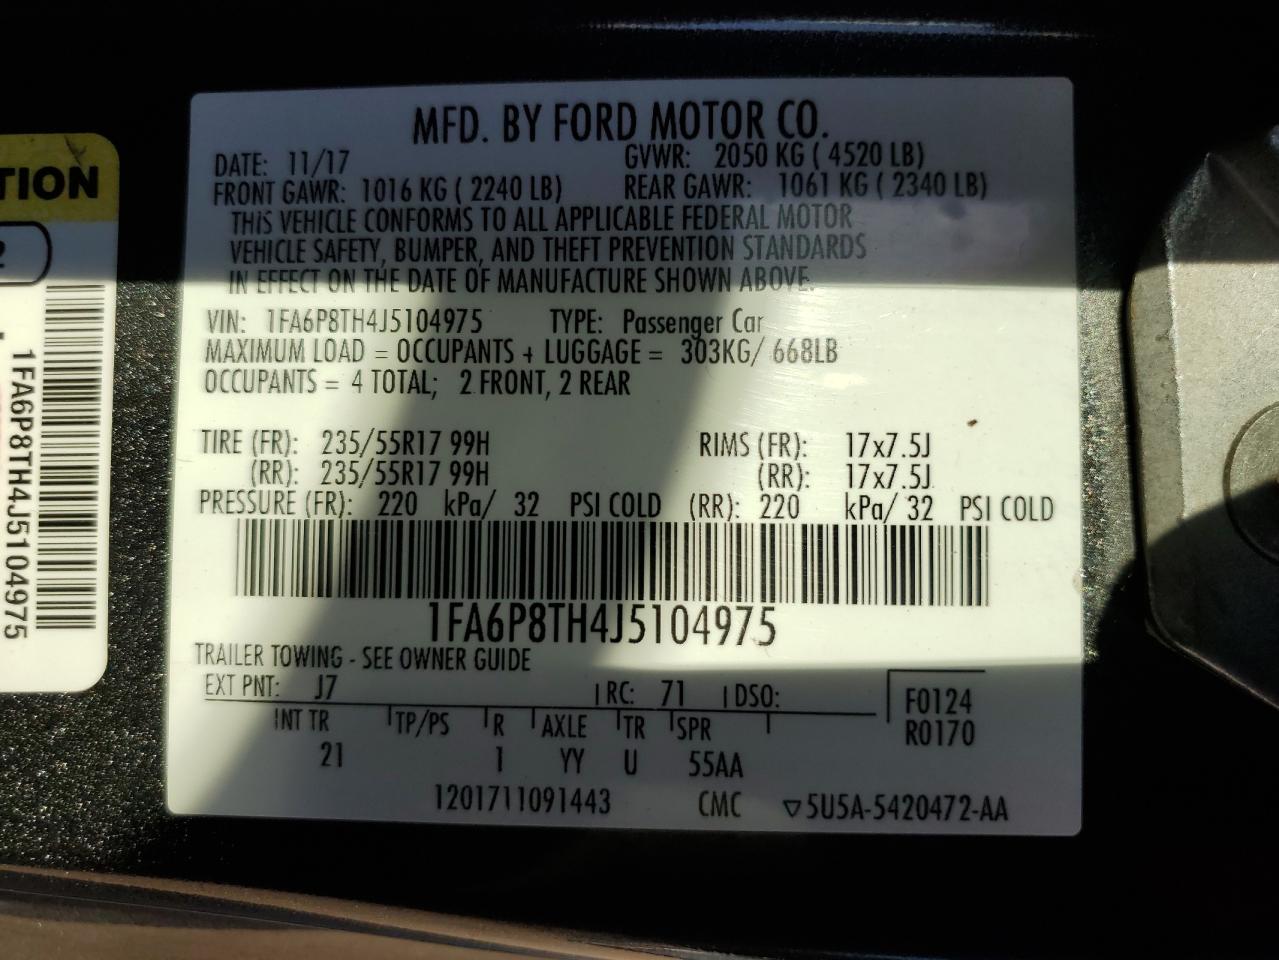 MFD. BY FORD MOTOR CO.
DATE: 11/17 GVWR: 2050 KG ( 4520 LB)
FRONT GAWR: 1016 KG ( 2240 LB) REAR GAWR: 1061 KG ( 2340 LB)
THIS VEHICLE CONFORMS TO ALL APPLICABLE FEDERAL MOTOR
VEHICLE SAFETY, BUMPER, AND THEFT PREVENTION STANDARDS
IN EFFECT ON THE DATE OF MANUFACTURE SHOWN ABOVE.
VIN: 1FA6P8TH4J5104975 TYPE: Passenger Car
MAXIMUM LOAD = OCCUPANTS + LUGGAGE = 303KG/ 668LB
OCCUPANTS = 4 TOTAL; 2 FRONT, 2 REAR
TIRE (FR): 235/55R17 99H RIMS (FR): 17x7.5J
(RR): 235/55R17 99H (RR): 17x7.5J
PRESSURE (FR): 220 kPa/ 32 PSI COLD (RR): 220 kPa/ 32 PSI COLD
1FA6P8TH4J5104975
TRAILER TOWING - SEE OWNER GUIDE
EXT PNT: J7 RC: 71 DSO:
F0124
INT TR TP/PS R AXLE TR SPR
R0170
21 1 YY U 55AA
1201711091443 CMC ▽5U5A-5420472-AA
TION
2
1FA6P8TH4J5104975